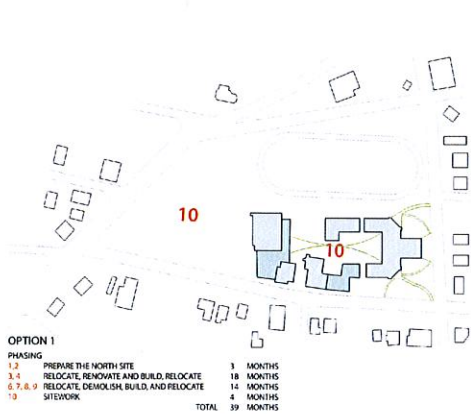 10
10
OPTION 1
PHASING
1,2 PREPARE THE NORTH SITE 3 MONTHS
3, 4 RELOCATE, RENOVATE AND BUILD, RELOCATE 18 MONTHS
6, 7, 8, 9 RELOCATE, DEMOLISH, BUILD, AND RELOCATE 14 MONTHS
10 SITEWORK 4 MONTHS
TOTAL 39 MONTHS